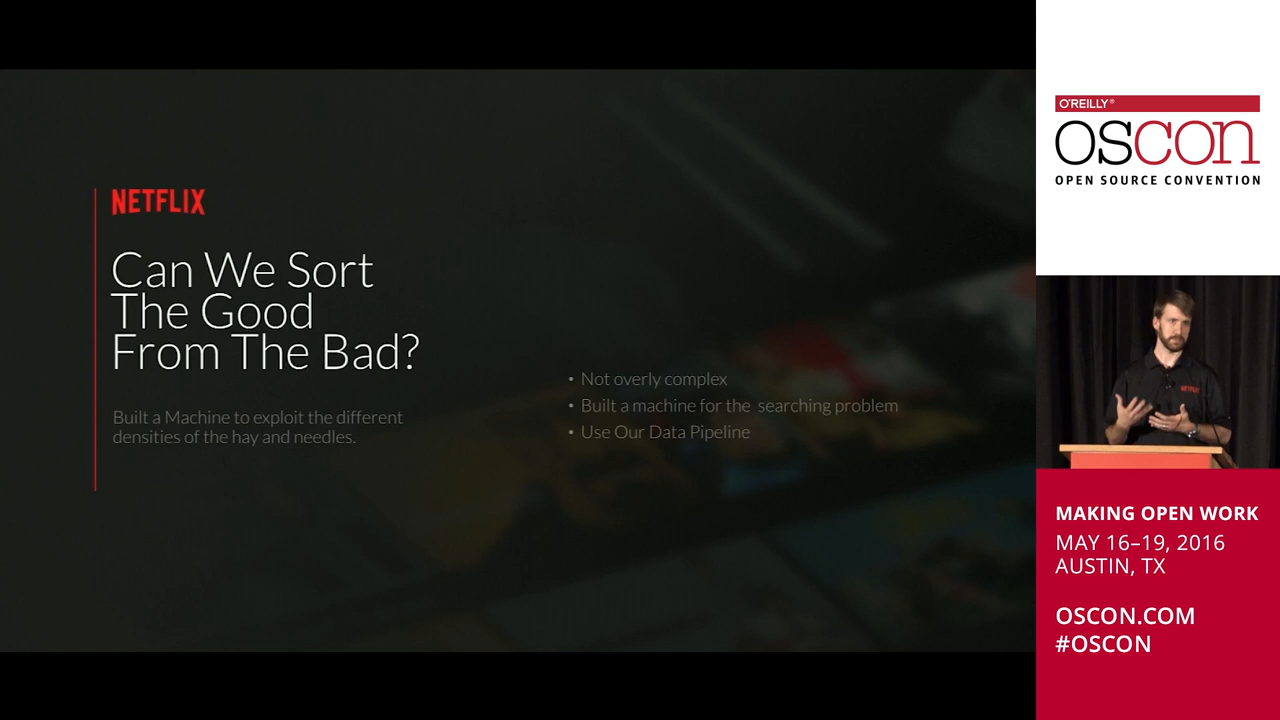 NETFLIX
Can We Sort
The Good
From The Bad?
Built a Machine to exploit the different
densities of the hay and needles.
• Not overly complex
• Built a machine for the searching problem
• Use Our Data Pipeline
O'REILLY®
OSCON
OPEN SOURCE CONVENTION
NETFLIX
MAKING OPEN WORK
MAY 16–19, 2016
AUSTIN, TX
OSCON.COM
#OSCON